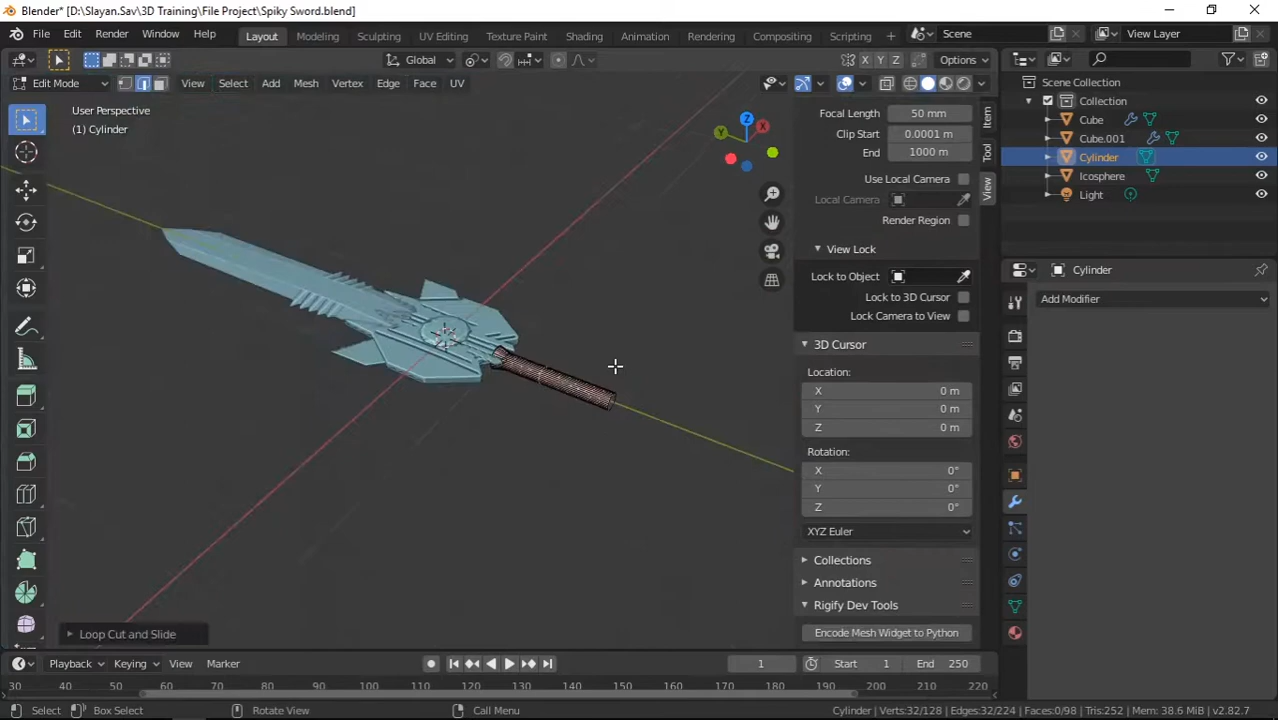 Blender* [D:\Slayan.Sav\3D Training\File Project\Spiky Sword.blend]
File Edit Render Window Help Layout Modeling Sculpting UV Editing Texture Paint Shading Animation Rendering Compositing Scripting + Scene View Layer
Global X Y Z Options
Edit Mode View Select Add Mesh Vertex Edge Face UV
User Perspective
(1) Cylinder
Z
X
Y
Focal Length 50 mm
Clip Start 0.0001 m
End 1000 m
Use Local Camera
Local Camera
Render Region
View Lock
Lock to Object
Lock to 3D Cursor
Lock Camera to View
3D Cursor
Location:
X 0 m
Y 0 m
Z 0 m
Rotation:
X 0°
Y 0°
Z 0°
XYZ Euler
Collections
Annotations
Rigify Dev Tools
Encode Mesh Widget to Python
Item
Tool
View
Scene Collection
Collection
Cube
Cube.001
Cylinder
Icosphere
Light
Cylinder
Add Modifier
Loop Cut and Slide
Playback Keying View Marker 1 Start 1 End 250
30 40 50 60 70 80 90 100 110 120 130 140 150 160 170 180 190 200 210 220
Select Box Select Rotate View Call Menu Cylinder | Verts:32/128 | Edges:32/224 | Faces:0/98 | Tris:252 | Mem: 38.6 MiB | v2.82.7